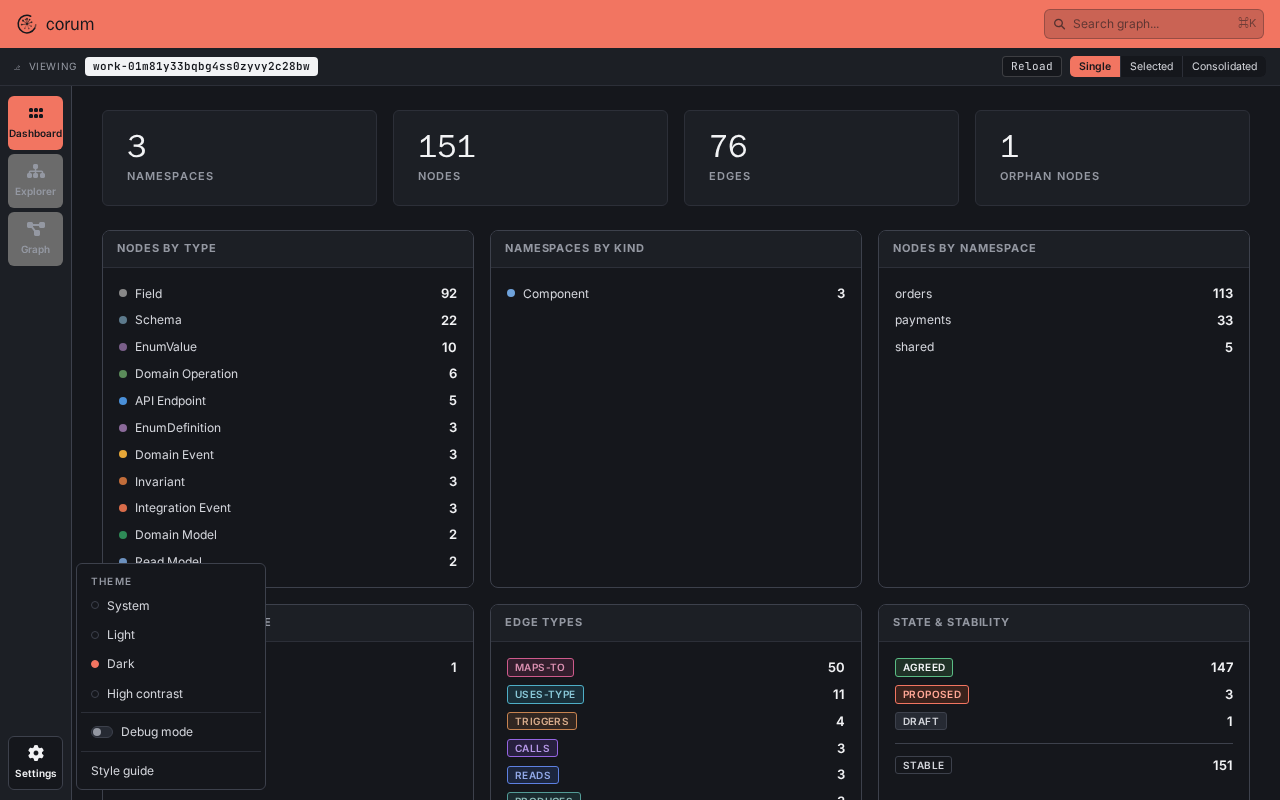 corum
Search graph...
⌘K
VIEWING
work-01m81y33bqbg4ss0zyvy2c28bw
Reload
Single
Selected
Consolidated
Dashboard
Explorer
Graph
3
NAMESPACES
151
NODES
76
EDGES
1
ORPHAN NODES
NODES BY TYPE
Field 92
Schema 22
EnumValue 10
Domain Operation 6
API Endpoint 5
EnumDefinition 3
Domain Event 3
Invariant 3
Integration Event 3
Domain Model 2
Read Model 2
NAMESPACES BY KIND
Component 3
NODES BY NAMESPACE
orders 113
payments 33
shared 5
E
1
EDGE TYPES
MAPS-TO 50
USES-TYPE 11
TRIGGERS 4
CALLS 3
READS 3
PRODUCES
STATE & STABILITY
AGREED 147
PROPOSED 3
DRAFT 1
STABLE 151
THEME
System
Light
Dark
High contrast
Debug mode
Style guide
Settings